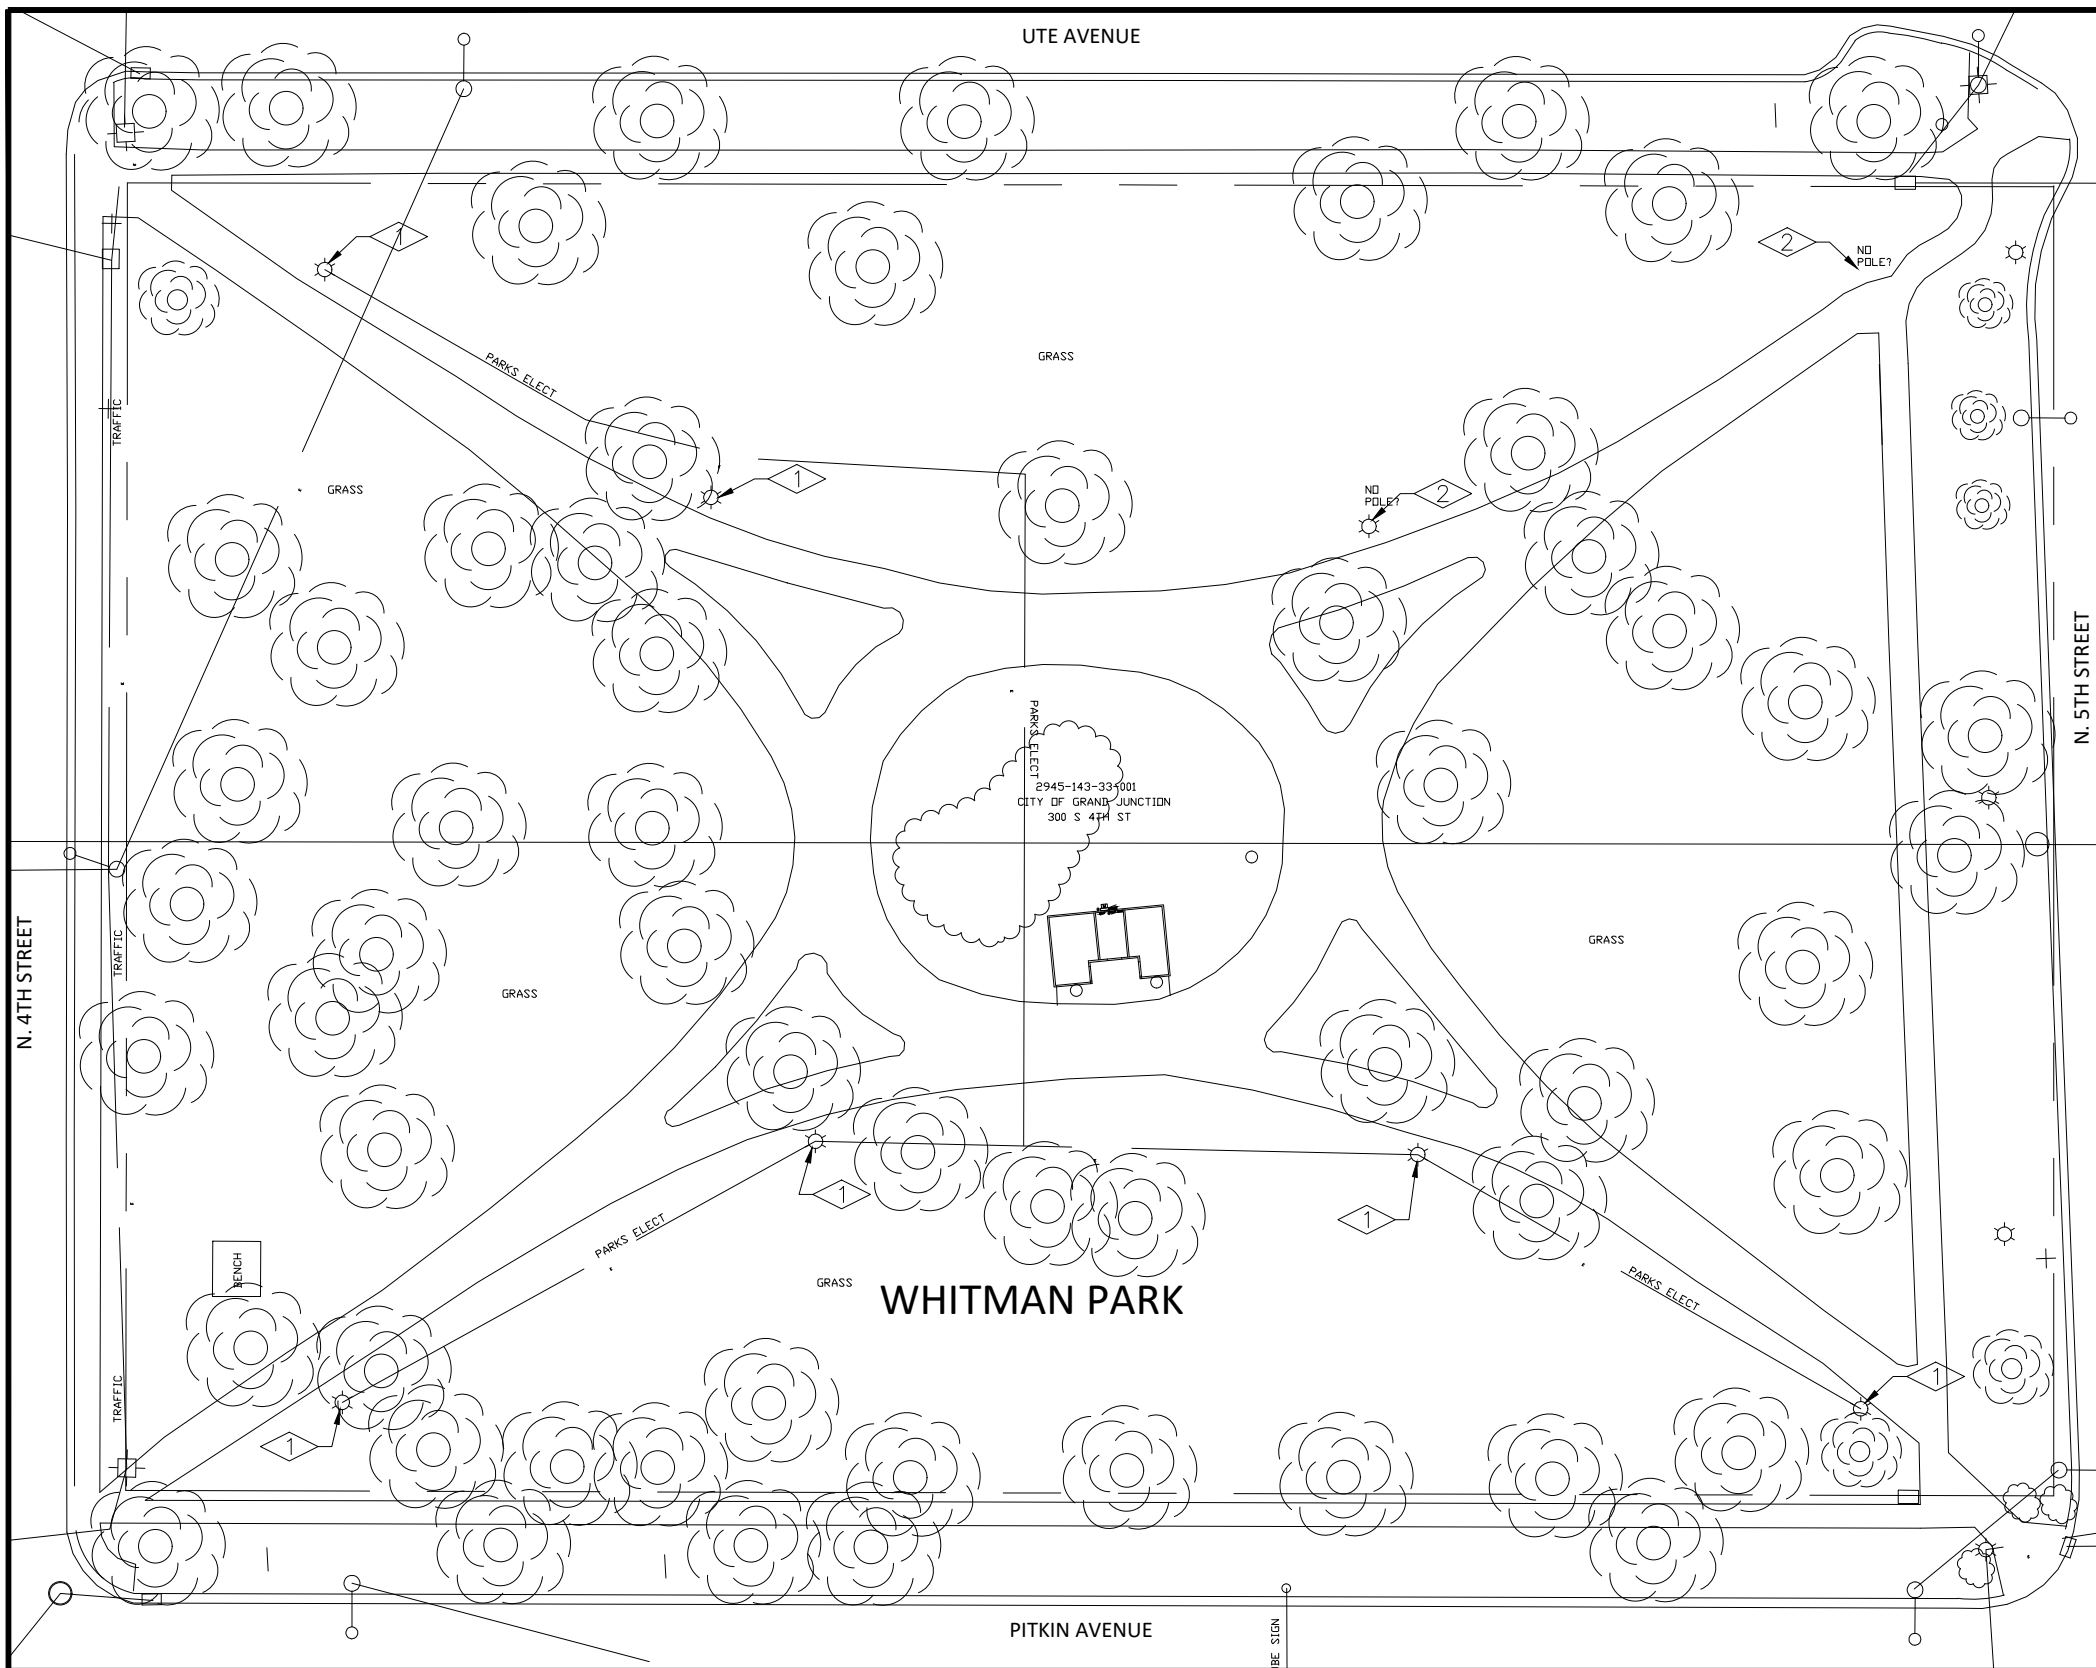 UTE AVENUE
1
2
NO
POLE?
GRASS
PARKS ELECT
TRAFFIC
1
NO
POLE?
2
GRASS
N. 5TH STREET
PARKS ELECT
2945-143-33-001
CITY OF GRAND JUNCTION
300 S 4TH ST
N. 4TH STREET
TRAFFIC
GRASS
GRASS
1
1
PARKS ELECT
BENCH
GRASS
WHITMAN PARK
PARKS ELECT
1
TRAFFIC
1
PITKIN AVENUE
SIGN